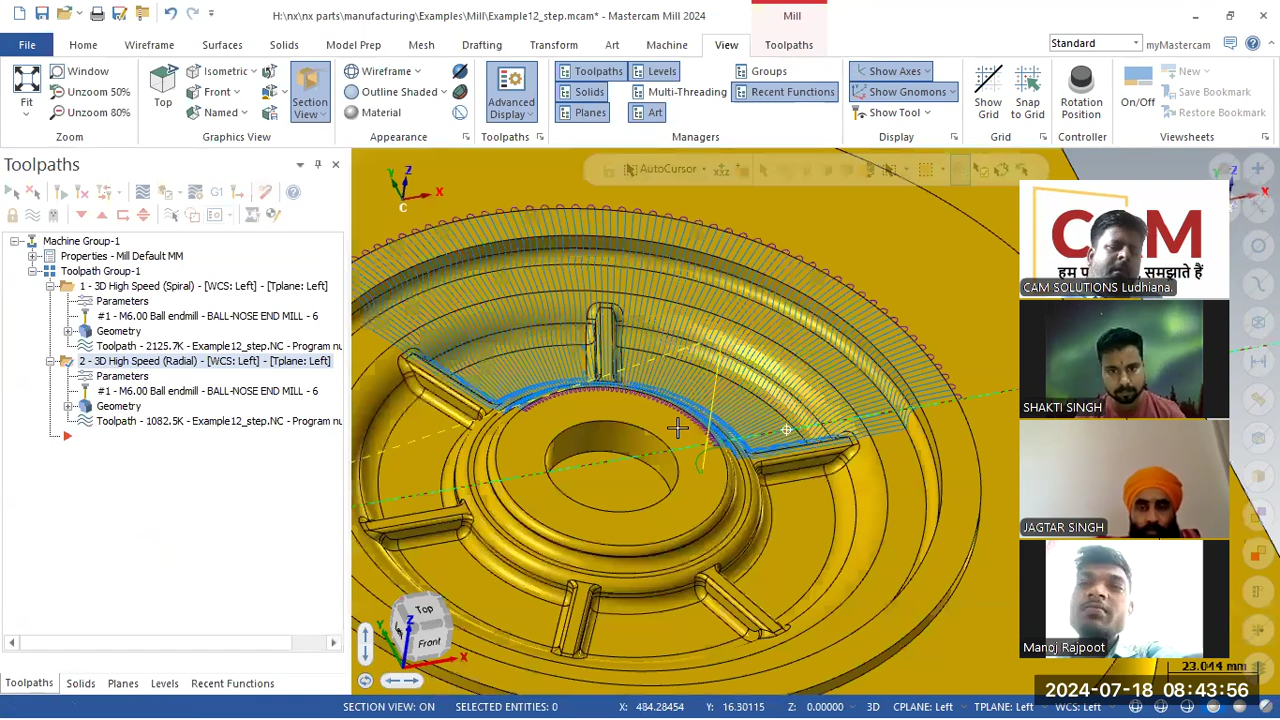 H:\nx\nx parts\manufacturing\Examples\Mill\Example12_step.mcam* - Mastercam Mill 2024
Mill
File
Home
Wireframe
Surfaces
Solids
Model Prep
Mesh
Drafting
Transform
Art
Machine
View
Toolpaths
Standard
myMastercam
Fit
Window
Unzoom 50%
Unzoom 80%
Zoom
Top
Isometric
Front
Named
Section
View
Graphics View
Wireframe
Outline Shaded
Material
Appearance
Advanced
Display
Toolpaths
Toolpaths
Levels
Groups
Solids
Multi-Threading
Recent Functions
Planes
Art
Managers
Show Axes
Show Gnomons
Show Tool
Display
Show
Grid
Snap
to Grid
Grid
Rotation
Position
Controller
On/Off
New
Save Bookmark
Restore Bookmark
Viewsheets
Toolpaths
G1
Machine Group-1
Properties - Mill Default MM
Toolpath Group-1
1 - 3D High Speed (Spiral) - [WCS: Left] - [Tplane: Left]
Parameters
#1 - M6.00 Ball endmill - BALL-NOSE END MILL - 6
Geometry
Toolpath - 2125.7K - Example12_step.NC - Program nu
2 - 3D High Speed (Radial) - [WCS: Left] - [Tplane: Left]
Parameters
#1 - M6.00 Ball endmill - BALL-NOSE END MILL - 6
Geometry
Toolpath - 1082.5K - Example12_step.NC - Program nu
Toolpaths
Solids
Planes
Levels
Recent Functions
AutoCursor
Y
Z
X
C
Top
Left
Front
Y
Z
X
Z
X
CAM
हम
समझाते हैं
CAM SOLUTIONS Ludhiana.
SHAKTI SINGH
JAGTAR SINGH
Manoj Rajpoot
23.044 mm
2024-07-18 08:43:56
SECTION VIEW: ON
SELECTED ENTITIES: 0
X: 484.28454
Y: 16.30115
Z: 0.00000
3D
CPLANE: Left
TPLANE: Left
WCS: Left